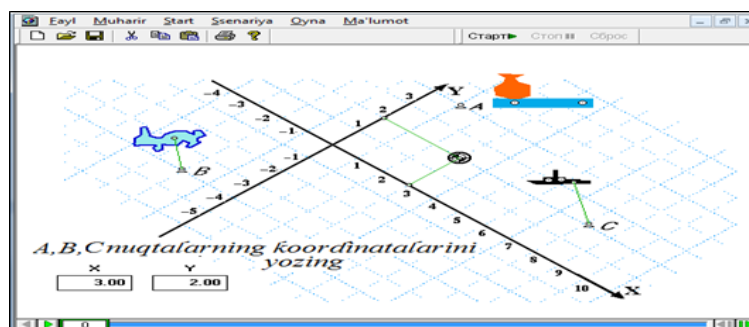 Fayl Muharir Start Ssenariya Oyna Ma'lumot
Старт Стоп Сброс
-4 -3 -2 -1 1 2 3 4 5 6 7 8 9 10 X
-5 -4 -3 -2 -1 1 2 3 Y
A
B
C
A,B,C nuqtalarning koordinatalarini
yozing
X Y
3.00 2.00
0